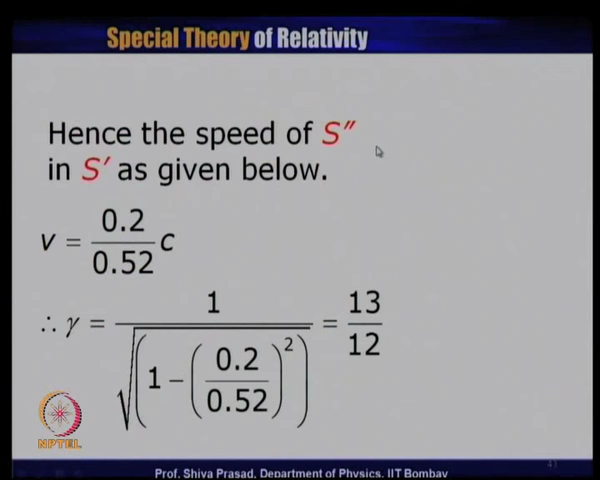 Special Theory of Relativity
Hence the speed of S″
in S′ as given below.
v = 0.2/0.52 c
∴ γ = 1/√(1 − (0.2/0.52)²) = 13/12
NPTEL
41
Prof. Shiva Prasad, Department of Physics, IIT Bombay